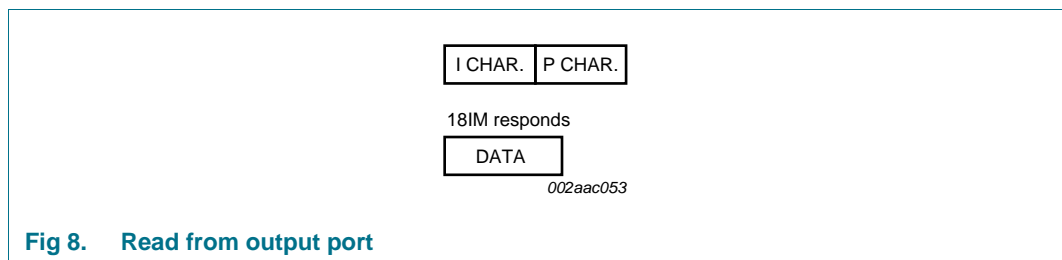 I CHAR. P CHAR.
18IM responds
DATA
002aac053
Fig 8. Read from output port